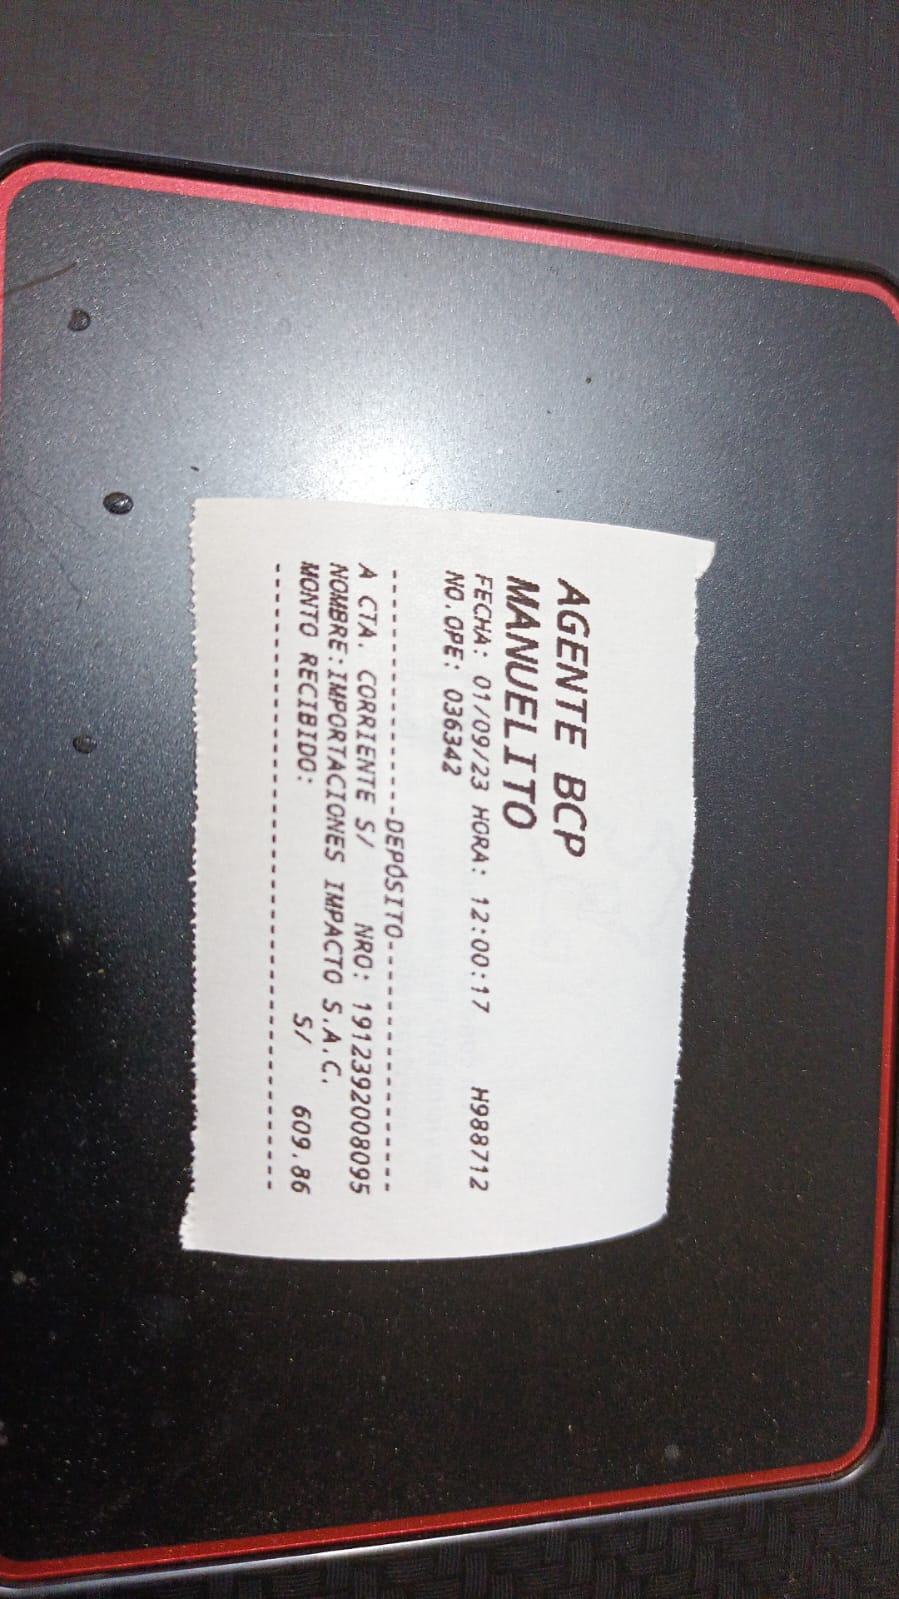 AGENTE BCP
MANUELITO
FECHA: 01/09/23 HORA: 12:00:17 H988712
NO.OPE: 036342
-----------------DEPÓSITO-------------------
A CTA. CORRIENTE S/ NRO: 1912392008095
NOMBRE:IMPORTACIONES IMPACTO S.A.C.
MONTO RECIBIDO: S/ 609.86
--------------------------------------------